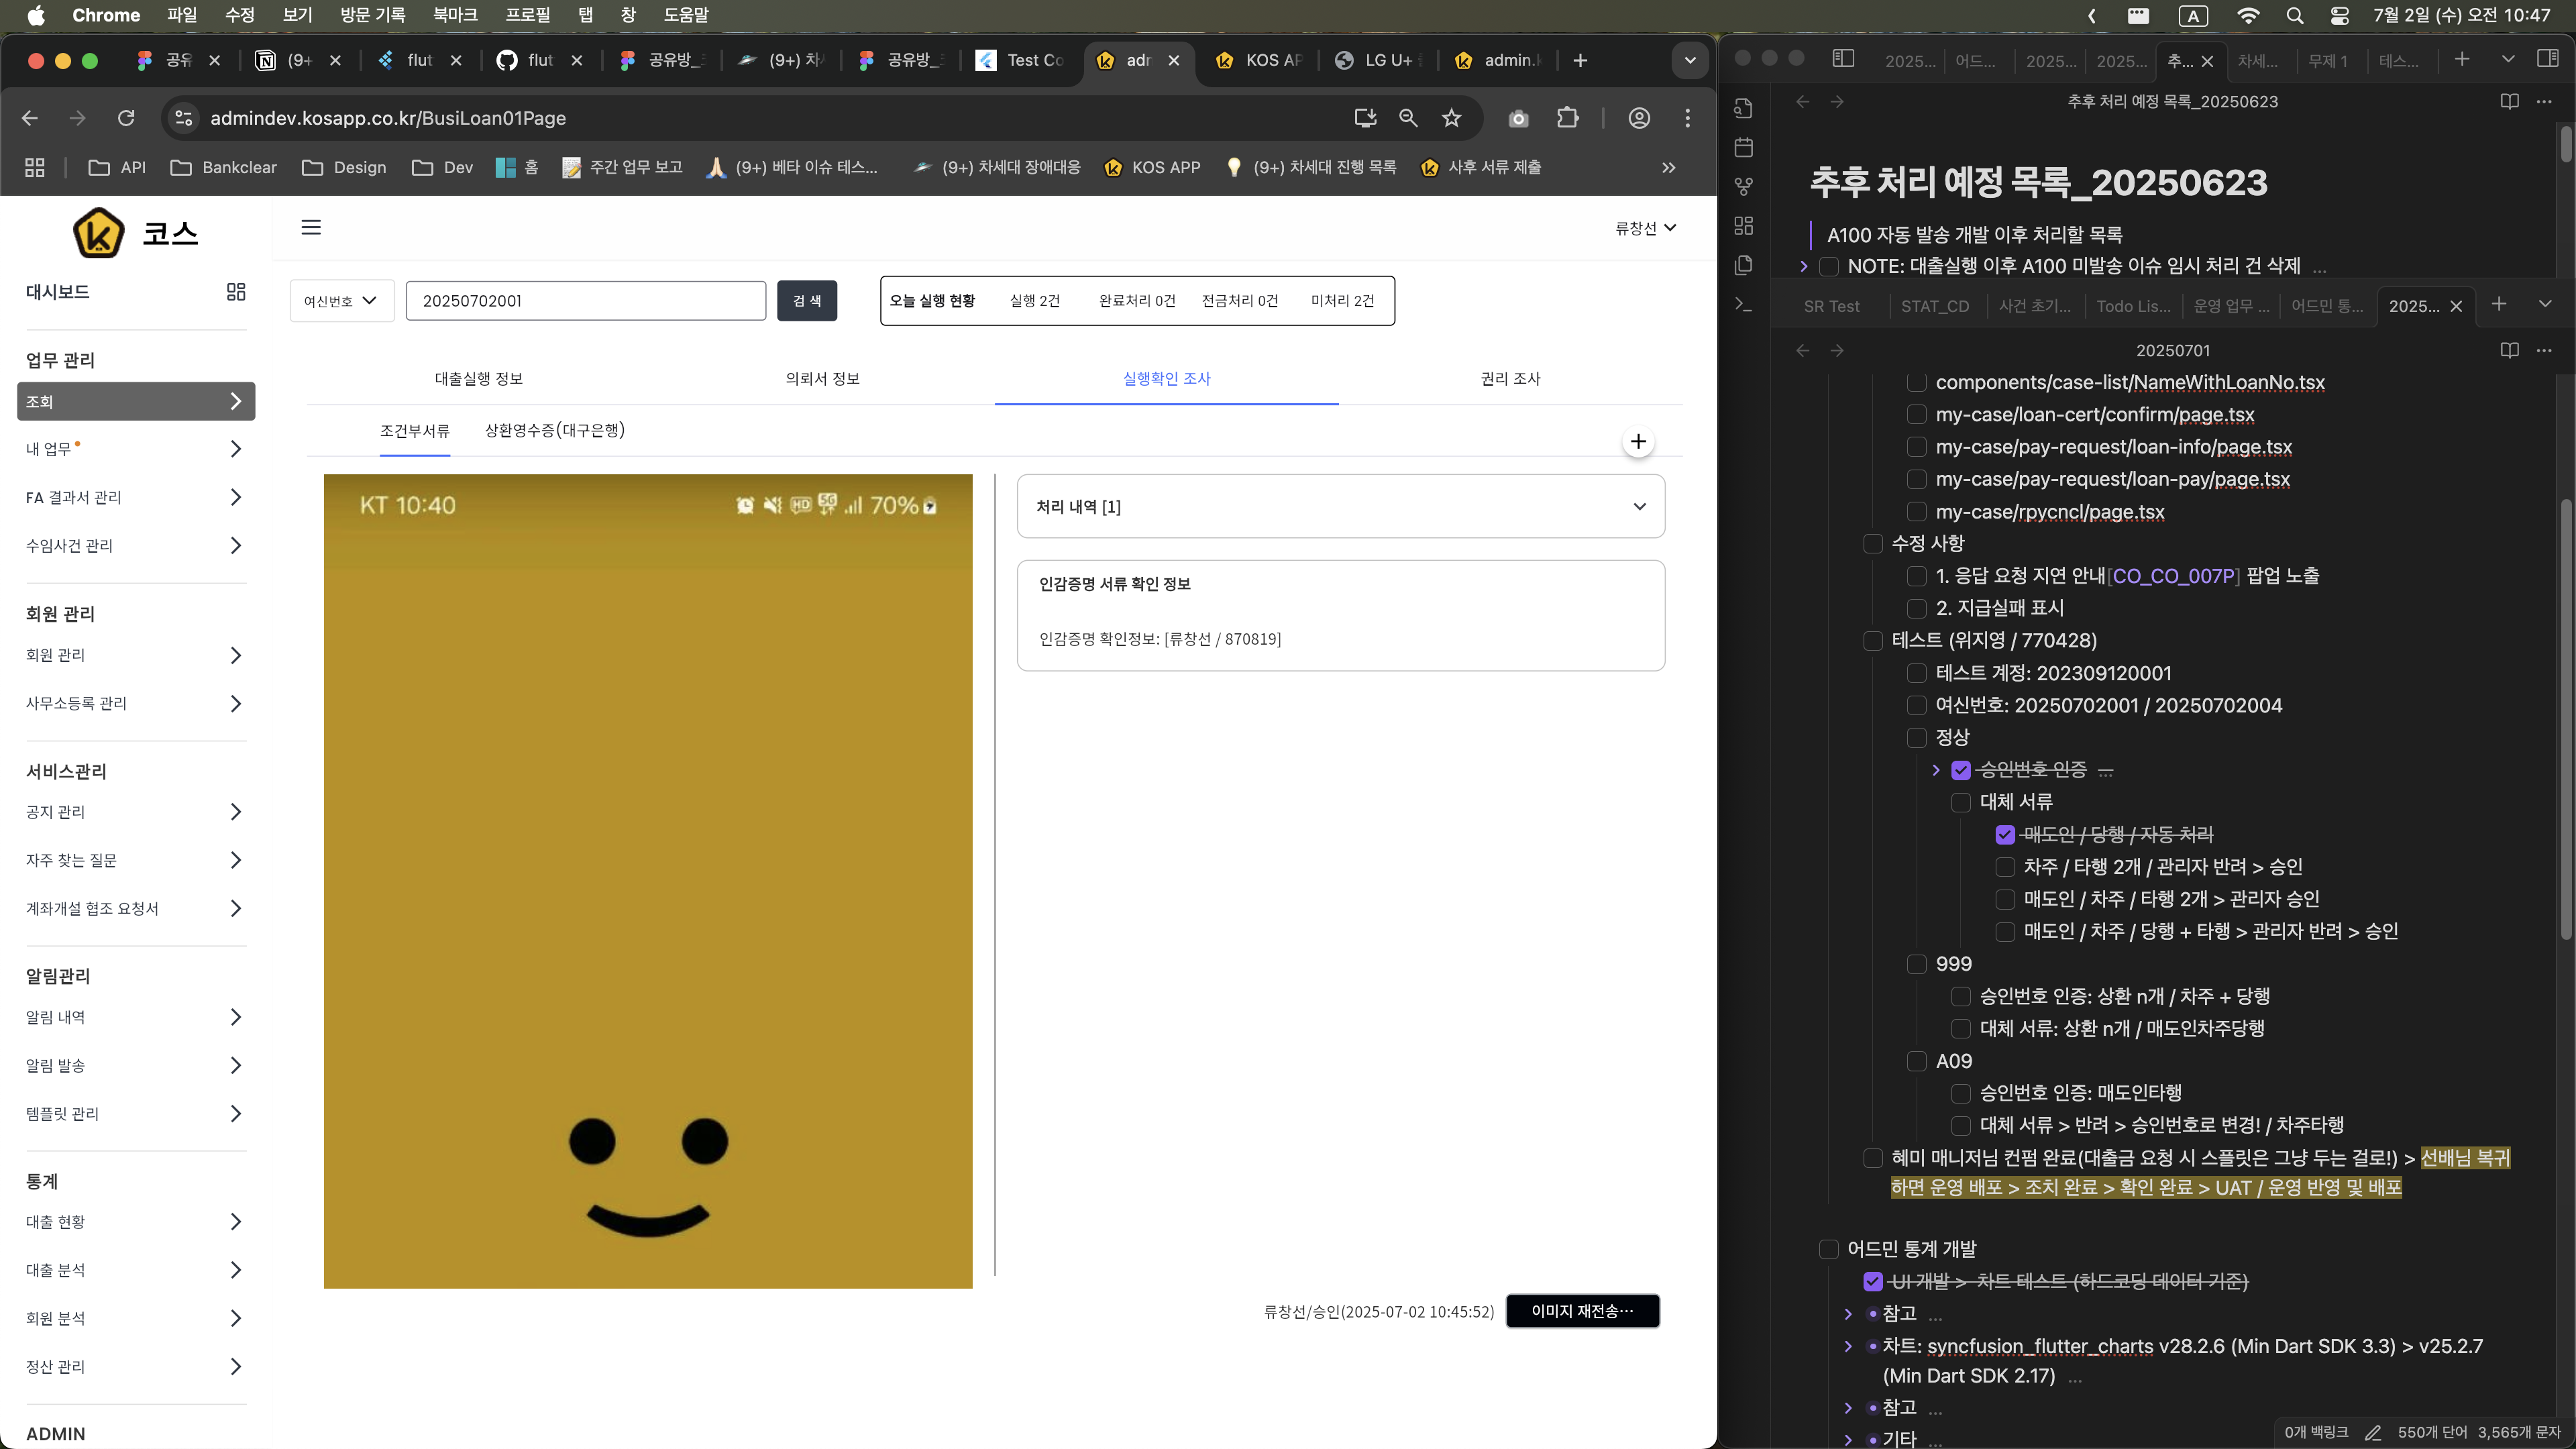 Chrome 파일 수정 보기 방문 기록 북마크 프로필 탭 창 도움말
A 7월 2일 (수) 오전 10:47
공유 (9+ flut flut 공유방_ (9+) 차 공유방_ Test Co adr KOS AP LG U+ admin.
admindev.kosapp.co.kr/BusiLoan01Page
API Bankclear Design Dev 홈 주간 업무 보고 (9+) 베타 이슈 테스... (9+) 차세대 장애대응 KOS APP (9+) 차세대 진행 목록 사후 서류 제출
코스
류창선
대시보드
업무 관리
조회
내 업무
FA 결과서 관리
수임사건 관리
회원 관리
회원 관리
사무소등록 관리
서비스관리
공지 관리
자주 찾는 질문
계좌개설 협조 요청서
알림관리
알림 내역
알림 발송
템플릿 관리
통계
대출 현황
대출 분석
회원 분석
정산 관리
ADMIN
여신번호 20250702001 검 색
오늘 실행 현황 실행 2건 완료처리 0건 전금처리 0건 미처리 2건
대출실행 정보 의뢰서 정보 실행확인 조사 권리 조사
조건부서류 상환영수증(대구은행)
KT 10:40 HD 5G 70%
처리 내역 [1]
인감증명 서류 확인 정보
인감증명 확인정보: [류창선 / 870819]
류창선/승인(2025-07-02 10:45:52) 이미지 재전송…
2025... 어드... 2025... 2025... 추... 차세... 무제 1 테스...
추후 처리 예정 목록_20250623
추후 처리 예정 목록_20250623
A100 자동 발송 개발 이후 처리할 목록
NOTE: 대출실행 이후 A100 미발송 이슈 임시 처리 건 삭제 ...
SR Test STAT_CD 사건 초기... Todo Lis... 운영 업무 ... 어드민 통... 2025...
20250701
components/case-list/NameWithLoanNo.tsx
my-case/loan-cert/confirm/page.tsx
my-case/pay-request/loan-info/page.tsx
my-case/pay-request/loan-pay/page.tsx
my-case/rpycncl/page.tsx
수정 사항
1. 응답 요청 지연 안내[CO_CO_007P] 팝업 노출
2. 지급실패 표시
테스트 (위지영 / 770428)
테스트 계정: 202309120001
여신번호: 20250702001 / 20250702004
정상
승인번호 인증 ...
대체 서류
매도인 / 당행 / 자동 처리
차주 / 타행 2개 / 관리자 반려 > 승인
매도인 / 차주 / 타행 2개 > 관리자 승인
매도인 / 차주 / 당행 + 타행 > 관리자 반려 > 승인
999
승인번호 인증: 상환 n개 / 차주 + 당행
대체 서류: 상환 n개 / 매도인차주당행
A09
승인번호 인증: 매도인타행
대체 서류 > 반려 > 승인번호로 변경! / 차주타행
혜미 매니저님 컨펌 완료(대출금 요청 시 스플릿은 그냥 두는 걸로!) > 선배님 복귀
하면 운영 배포 > 조치 완료 > 확인 완료 > UAT / 운영 반영 및 배포
어드민 통계 개발
UI 개발 > 차트 테스트 (하드코딩 데이터 기준)
참고 ...
차트: syncfusion_flutter_charts v28.2.6 (Min Dart SDK 3.3) > v25.2.7
(Min Dart SDK 2.17) ...
참고 ...
기타 ...
0개 백링크 550개 단어 3,565개 문자